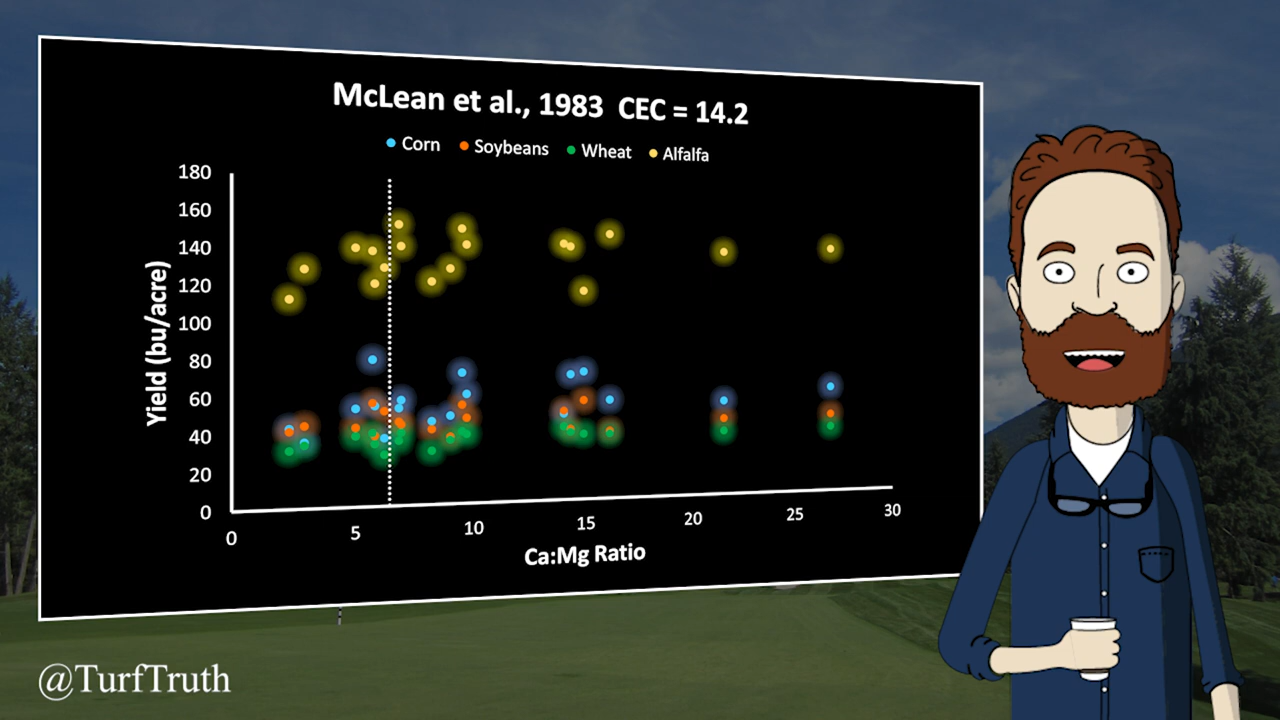 McLean et al., 1983 CEC = 14.2
Corn Soybeans Wheat Alfalfa
180
160
140
120
100
80
60
40
20
0
Yield (bu/acre)
0 5 10 15 20 25 30
Ca:Mg Ratio
@TurfTruth